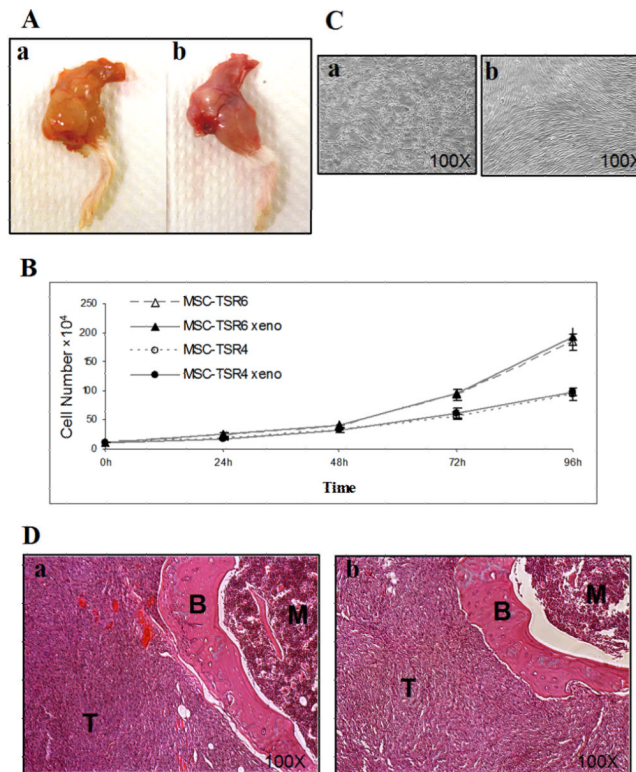 A
a
b
C
a
100X
b
100X
B
Cell Number ×10⁴
250
200
150
100
50
0
MSC-TSR6
MSC-TSR6 xeno
MSC-TSR4
MSC-TSR4 xeno
0h
24h
48h
72h
96h
Time
D
a
B
M
T
100X
b
B
M
T
100X